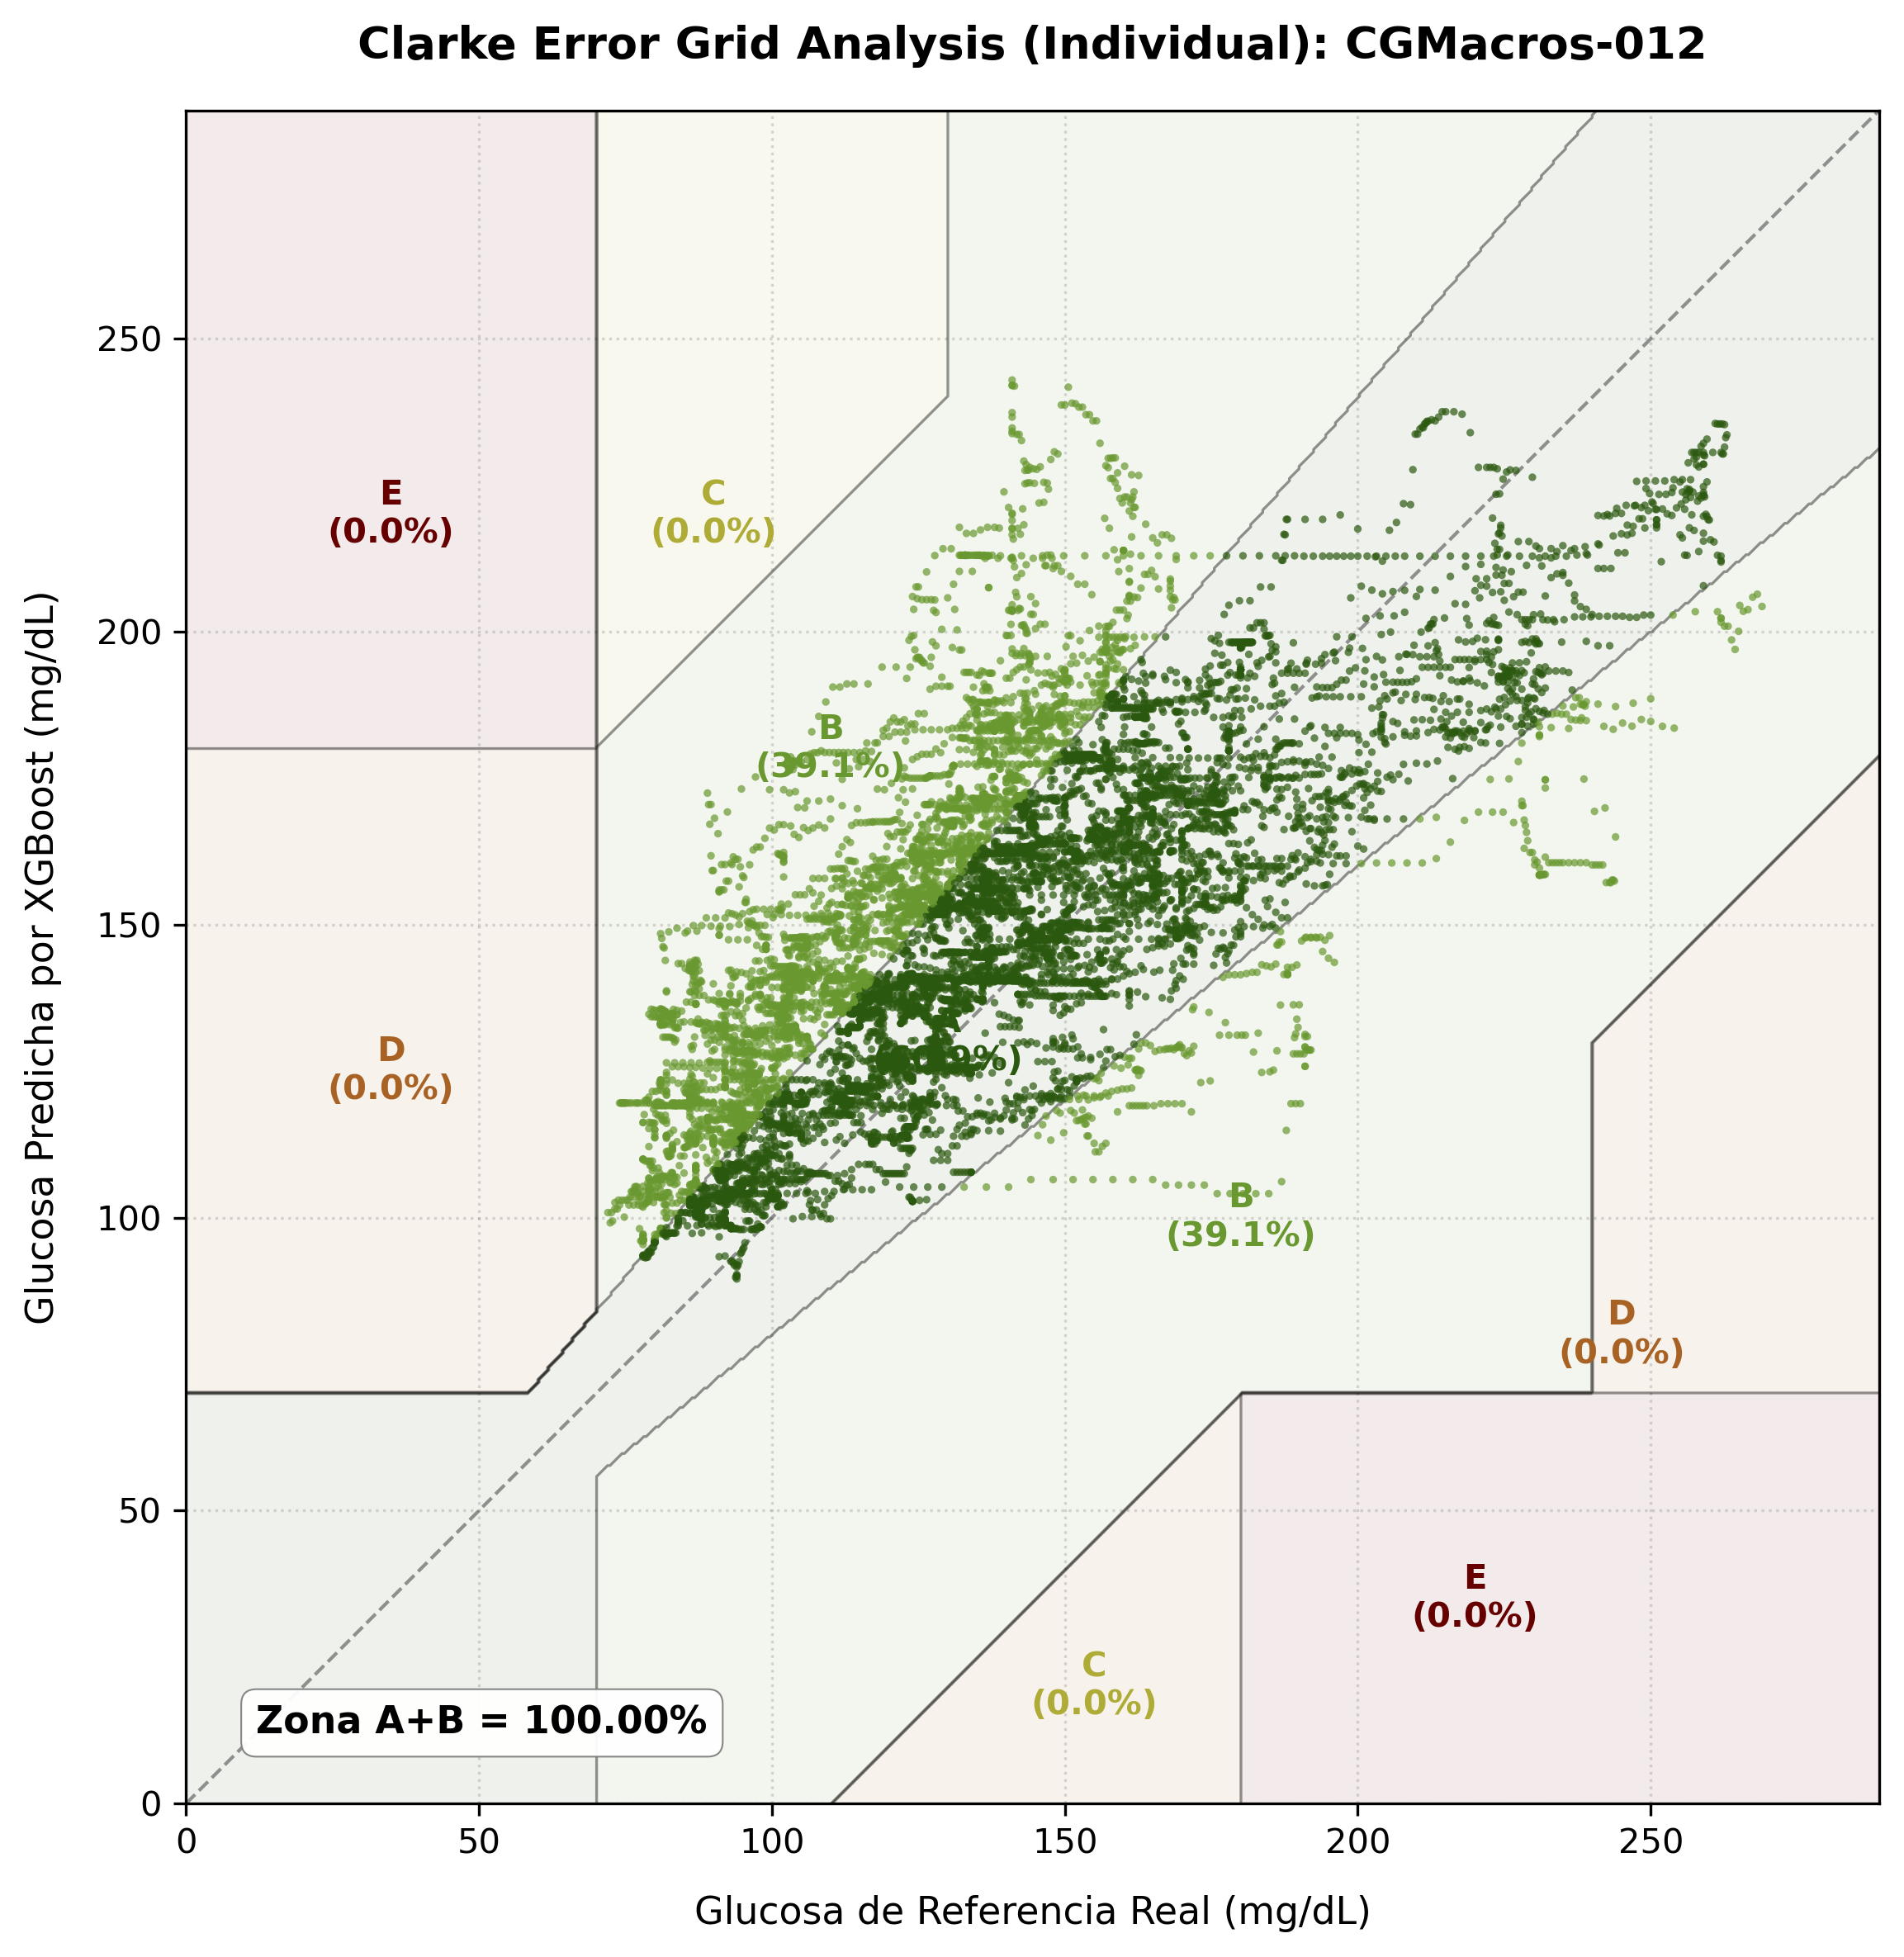 Clarke Error Grid Analysis (Individual): CGMacros-012
Glucosa Predicha por XGBoost (mg/dL)
250
200
150
100
50
0
E
(0.0%)
C
(0.0%)
B
(39.1%)
D
(0.0%)
9%)
B
(39.1%)
D
(0.0%)
E
(0.0%)
C
(0.0%)
Zona A+B = 100.00%
0
50
100
150
200
250
Glucosa de Referencia Real (mg/dL)